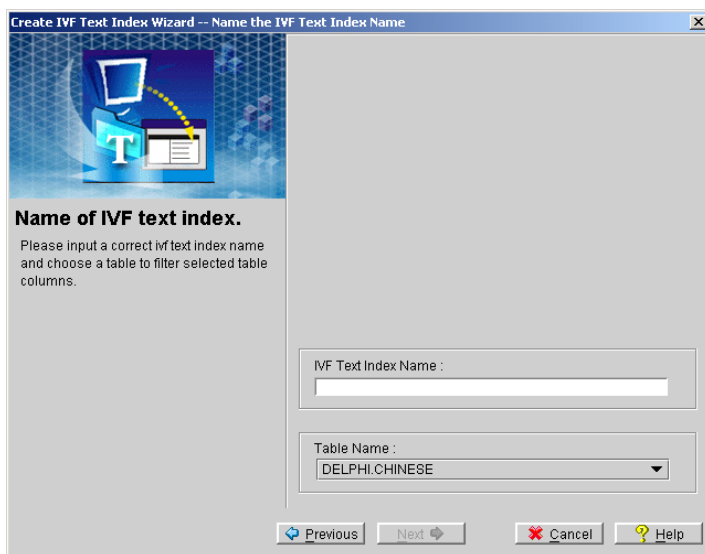 Create IVF Text Index Wizard -- Name the IVF Text Index Name
T
Name of IVF text index.
Please input a correct ivf text index name
and choose a table to filter selected table
columns.
IVF Text Index Name :
Table Name :
DELPHI.CHINESE
Previous Next Cancel Help